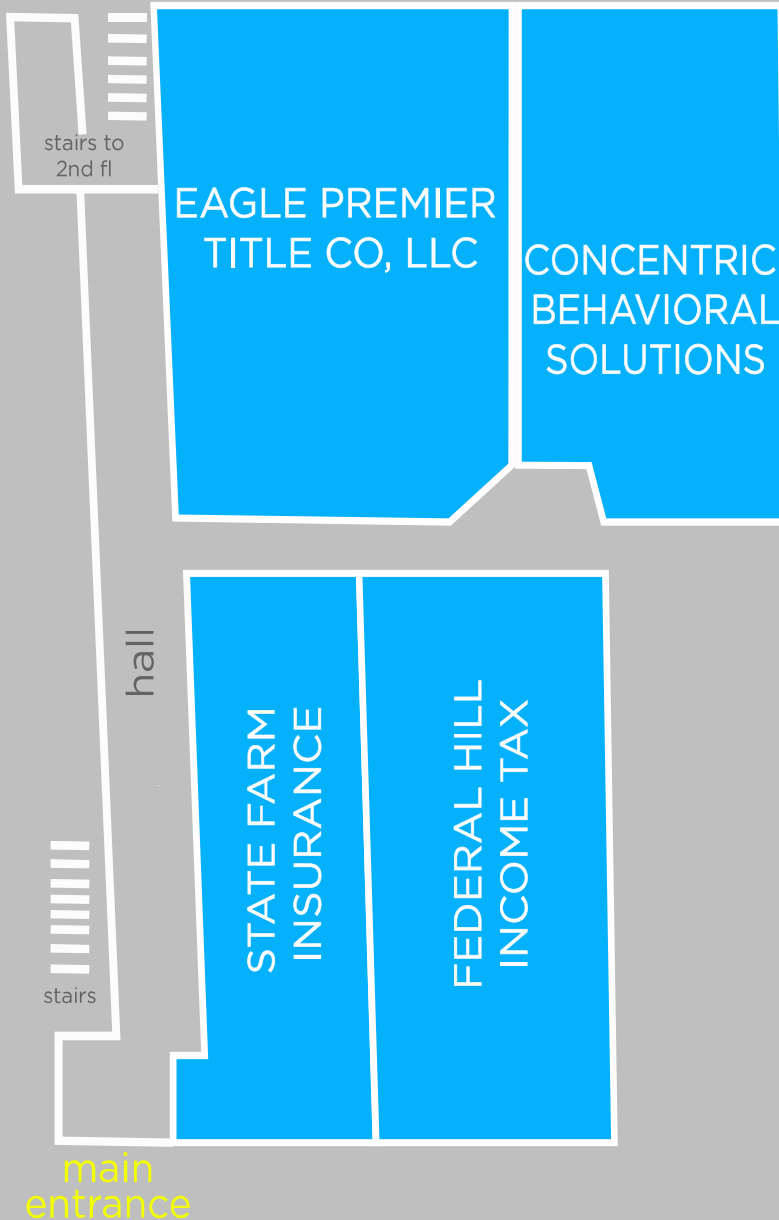 stairs to
2nd fl
EAGLE PREMIER
TITLE CO, LLC
CONCENTRIC
BEHAVIORAL
SOLUTIONS
hall
STATE FARM
INSURANCE
FEDERAL HILL
INCOME TAX
stairs
main
entrance